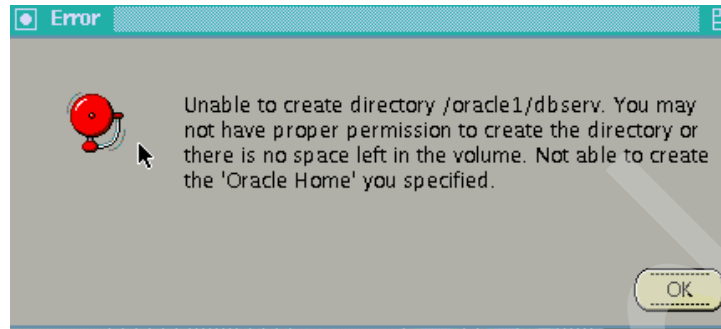 Error
Unable to create directory /oracle1/dbserv. You may
not have proper permission to create the directory or
there is no space left in the volume. Not able to create
the 'Oracle Home' you specified.
OK